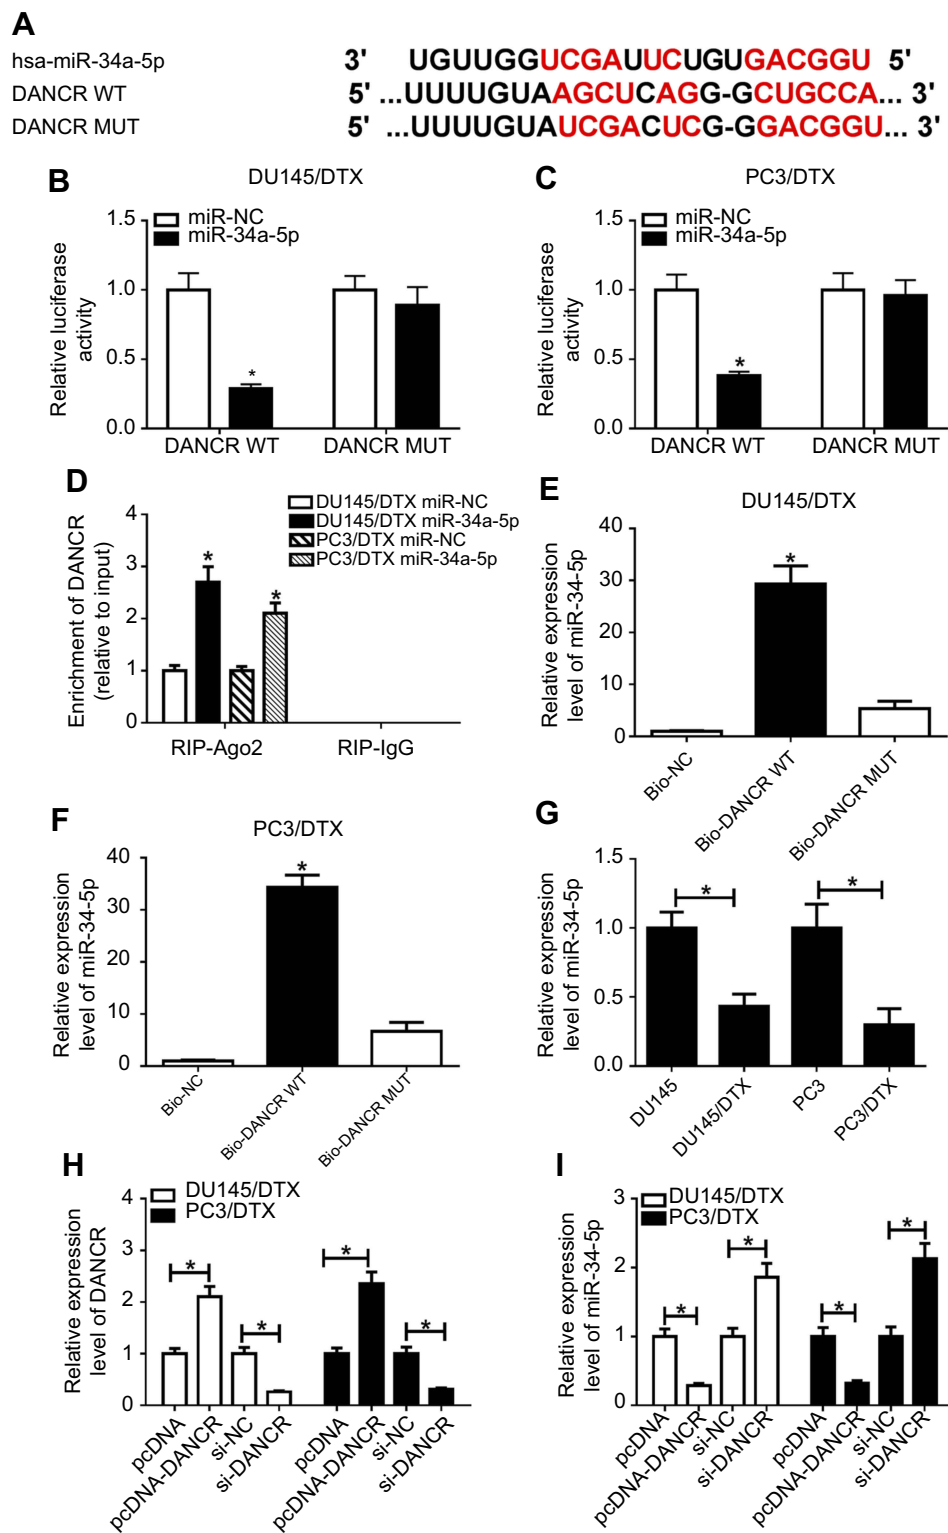 A
hsa-miR-34a-5p 3' UGUUGGUCGAUUCUGUGACGGU 5'
DANCR WT 5' ...UUUUGUAAGCUCAGG-GCUGCCA... 3'
DANCR MUT 5' ...UUUUGUAUCGACUCG-GGACGGU... 3'
B
DU145/DTX
Relative luciferase
activity
1.5
1.0
0.5
0.0
miR-NC
miR-34a-5p
*
DANCR WT DANCR MUT
C
PC3/DTX
Relative luciferase
activity
1.5
1.0
0.5
0.0
miR-NC
miR-34a-5p
*
DANCR WT DANCR MUT
D
Enrichment of DANCR
(relative to input)
4
3
2
1
0
DU145/DTX miR-NC
DU145/DTX miR-34a-5p
PC3/DTX miR-NC
PC3/DTX miR-34a-5p
* *
RIP-Ago2 RIP-IgG
E
DU145/DTX
Relative expression
level of miR-34-5p
40
30
20
10
0
*
Bio-NC
Bio-DANCR WT
Bio-DANCR MUT
F
PC3/DTX
Relative expression
level of miR-34-5p
40
30
20
10
0
*
Bio-NC
Bio-DANCR WT
Bio-DANCR MUT
G
Relative expression
level of miR-34-5p
1.5
1.0
0.5
0.0
* *
DU145
DU145/DTX
PC3
PC3/DTX
H
Relative expression
level of DANCR
4
3
2
1
0
DU145/DTX
PC3/DTX
* * * *
pcDNA
pcDNA-DANCR
si-NC
si-DANCR
pcDNA
pcDNA-DANCR
si-NC
si-DANCR
I
Relative expression
level of miR-34-5p
3
2
1
0
DU145/DTX
PC3/DTX
* * * *
pcDNA
pcDNA-DANCR
si-NC
si-DANCR
pcDNA
pcDNA-DANCR
si-NC
si-DANCR